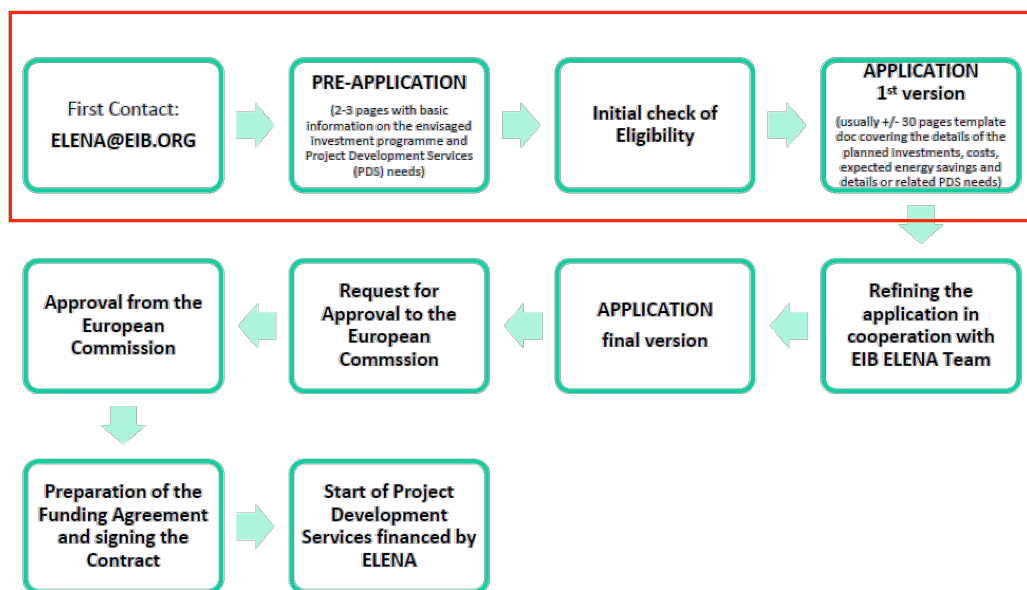 First Contact:
ELENA@EIB.ORG
PRE-APPLICATION
(2-3 pages with basic
information on the envisaged
investment programme and
Project Development Services
(PDS) needs)
Initial check of
Eligibility
APPLICATION
1st version
(usually +/- 30 pages template
doc covering the details of the
planned investments, costs,
expected energy savings and
details or related PDS needs)
Refining the
application in
cooperation with
EIB ELENA Team
APPLICATION
final version
Request for
Approval to the
European
Commssion
Approval from the
European
Commission
Preparation of the
Funding Agreement
and signing the
Contract
Start of Project
Development
Services financed by
ELENA